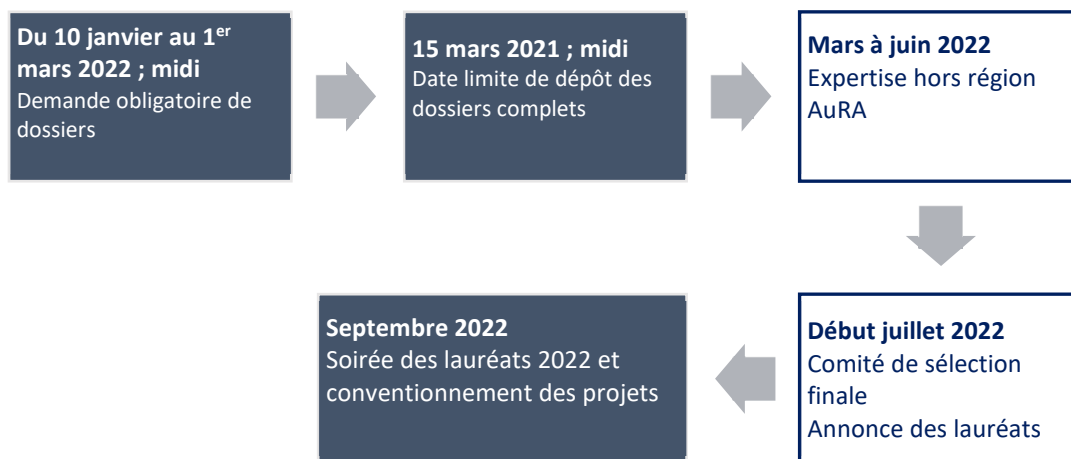 Du 10 janvier au 1er
mars 2022 ; midi
Demande obligatoire de
dossiers
15 mars 2021 ; midi
Date limite de dépôt des
dossiers complets
Mars à juin 2022
Expertise hors région
AuRA
Début juillet 2022
Comité de sélection
finale
Annonce des lauréats
Septembre 2022
Soirée des lauréats 2022 et
conventionnement des projets